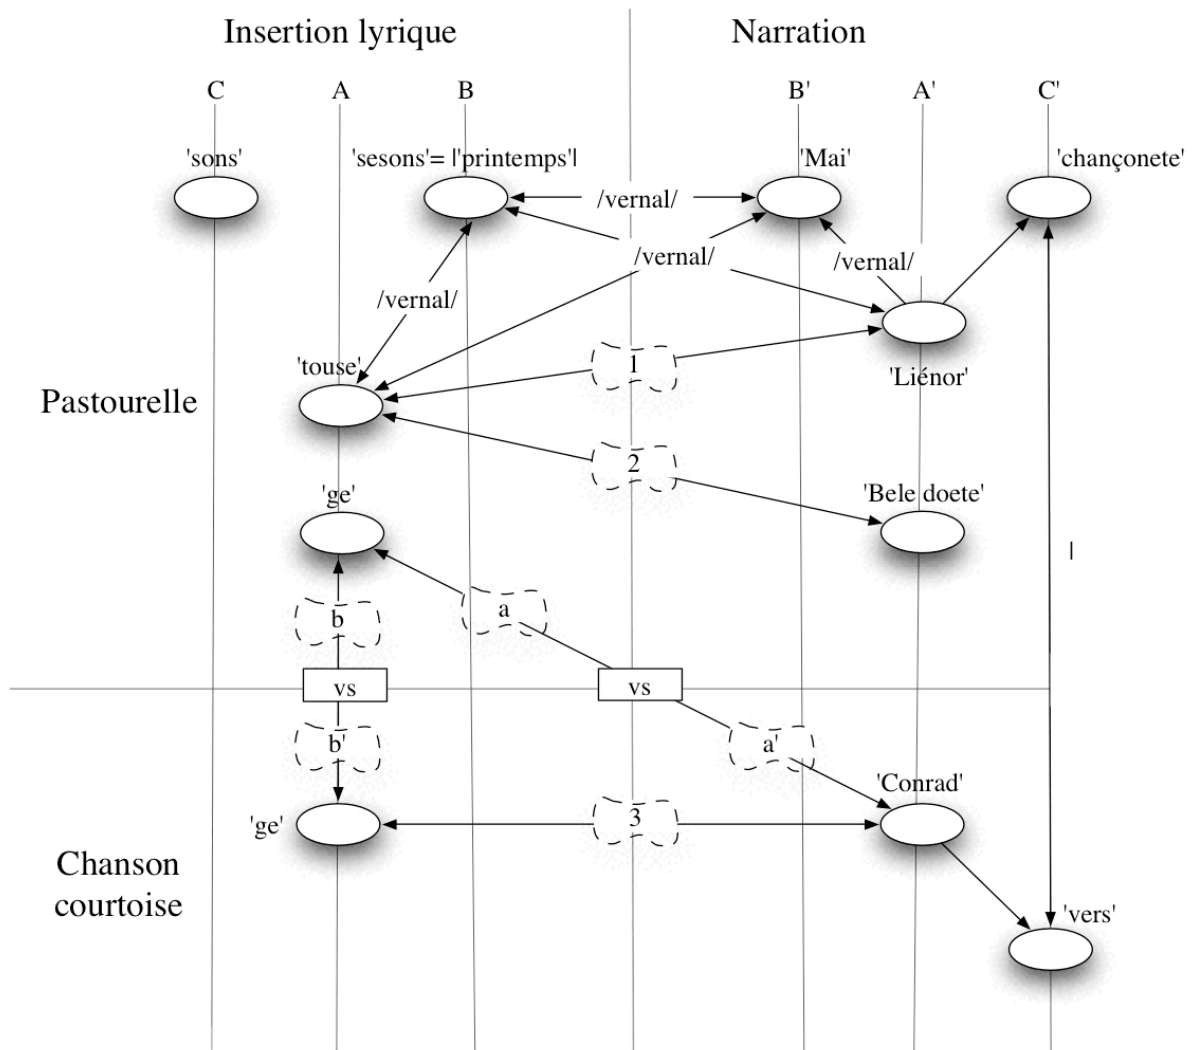 Insertion lyrique
Narration
C
A
B
B'
A'
C'
'sons'
'sesons'= |'printemps'|
'Mai'
'chançonete'
/vernal/
/vernal/
/vernal/
/vernal/
'touse'
1
'Liénor'
Pastourelle
2
'ge'
'Bele doete'
|
b
a
vs
vs
b'
a'
'Conrad'
'ge'
3
Chanson
courtoise
'vers'